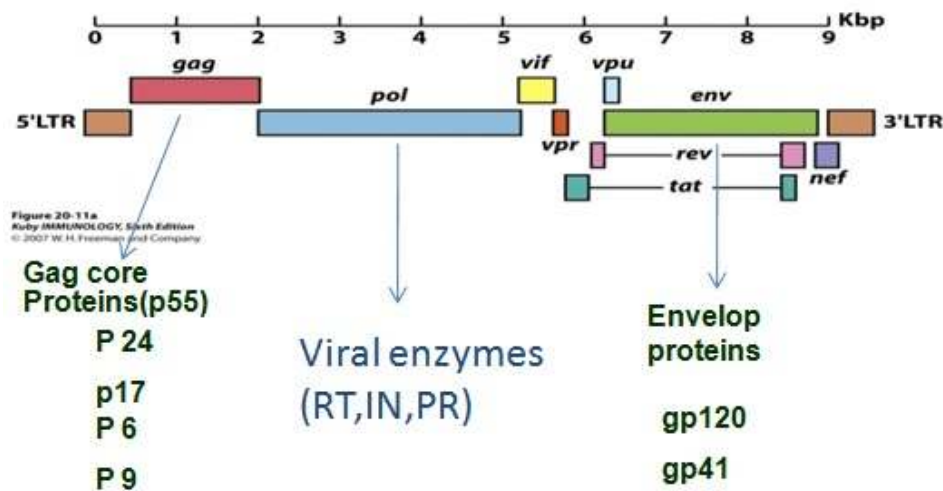 Kbp
0 1 2 3 4 5 6 7 8 9
gag
vif
vpu
pol
env
5'LTR
3'LTR
vpr
rev
nef
tat
Figure 20-11a
Kuby IMMUNOLOGY, Sixth Edition
© 2007 W. H. Freeman and Company
Gag core
Proteins(p55)
P 24
p17
P 6
P 9
Viral enzymes
(RT,IN,PR)
Envelop
proteins
gp120
gp41